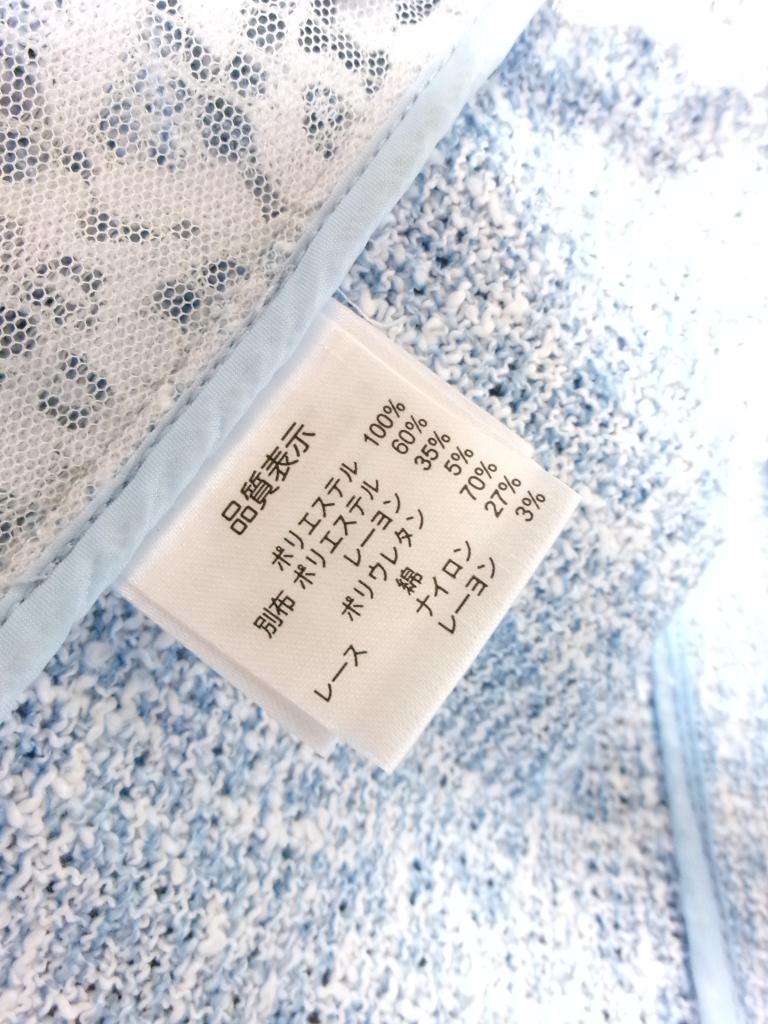 品質表示
ポリエステル 100%
別布 ポリエステル 60%
レーヨン 35%
ポリウレタン 5%
レース 綿 70%
ナイロン 27%
レーヨン 3%